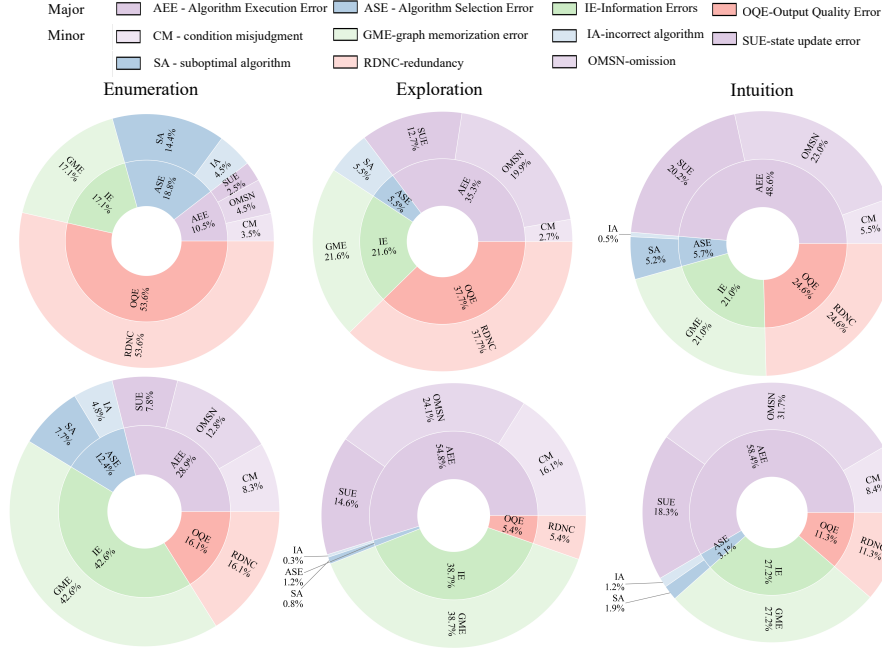 Major
AEE - Algorithm Execution Error
ASE - Algorithm Selection Error
IE-Information Errors
OQE-Output Quality Error
Minor
CM - condition misjudgment
GME-graph memorization error
IA-incorrect algorithm
SUE-state update error
SA - suboptimal algorithm
RDNC-redundancy
OMSN-omission
Enumeration
Exploration
Intuition
SA
14.4%
IA
4.5%
SUE
2.5%
OMSN
4.5%
CM
3.5%
GME
17.1%
IE
17.1%
ASE
18.8%
AEE
10.5%
OQE
53.6%
RDNC
53.6%
SUE
12.7%
OMSN
19.9%
SA
5.5%
ASE
5.5%
AEE
35.3%
CM
2.7%
GME
21.6%
IE
21.6%
OQE
37.7%
RDNC
37.7%
OMSN
23.0%
SUE
20.2%
AEE
48.6%
CM
5.5%
IA
0.5%
SA
5.2%
ASE
5.7%
IE
21.0%
OQE
24.6%
GME
21.0%
RDNC
24.6%
IA
4.8%
SUE
7.8%
OMSN
12.8%
SA
7.7%
ASE
12.4%
AEE
28.9%
CM
8.3%
IE
42.6%
OQE
16.1%
RDNC
16.1%
GME
42.6%
OMSN
24.1%
AEE
54.8%
CM
16.1%
SUE
14.6%
OQE
5.4%
RDNC
5.4%
IA
0.3%
ASE
1.2%
SA
0.8%
IE
38.7%
GME
38.7%
OMSN
31.7%
AEE
58.4%
CM
8.4%
SUE
18.3%
ASE
3.1%
OQE
11.3%
RDNC
11.3%
IA
1.2%
SA
1.9%
IE
27.2%
GME
27.2%